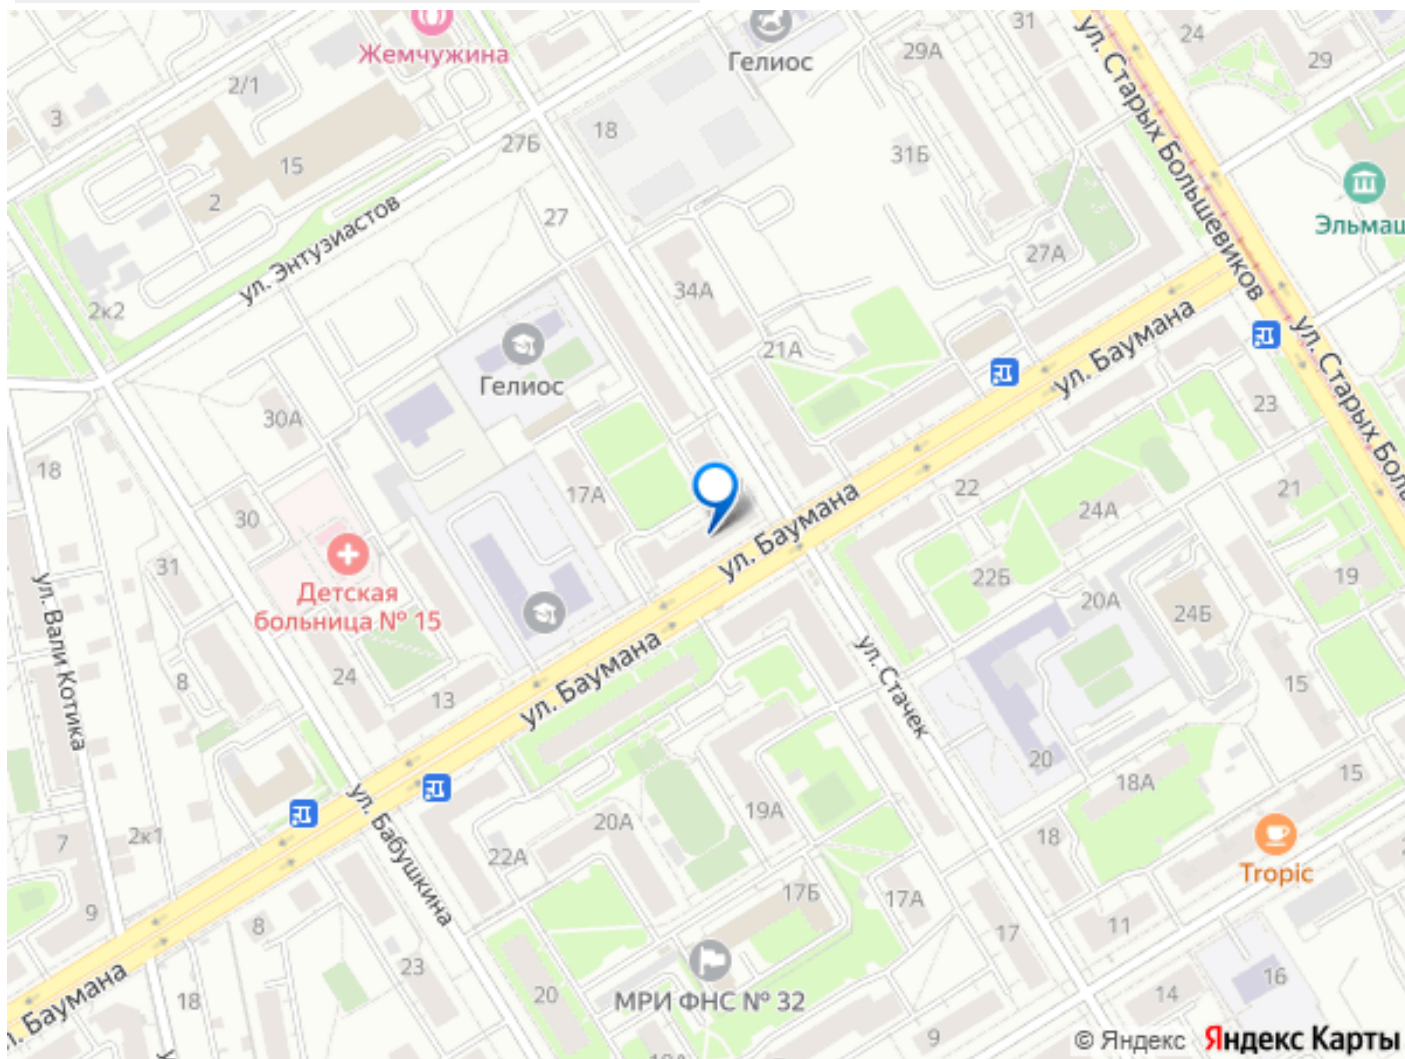 Жемчужина
Гелиос
31
24
29А
29
2/1
3
18
27Б
31Б
15
2
ул. Старых Большевиков
Эльмаш
27
27А
ул. Энтузиастов
34А
2к2
21А
Гелиос
ул. Баумана
ул. Старых Боль
30А
23
18
17А
22
21
24А
30
ул. Баумана
31
22Б
19
Детская
больница № 15
20А
24Б
ул. Вали Котика
8
24
13
ул. Баумана
ул. Стачек
15
20
18А
15
7
2к1
ул. Бабушкина
20А
19А
22А
18
Tropic
17Б
17А
9
8
11
17
23
20
МРИ ФНС № 32
16
14
18
л. Баумана
9
© Яндекс Яндекс Карты